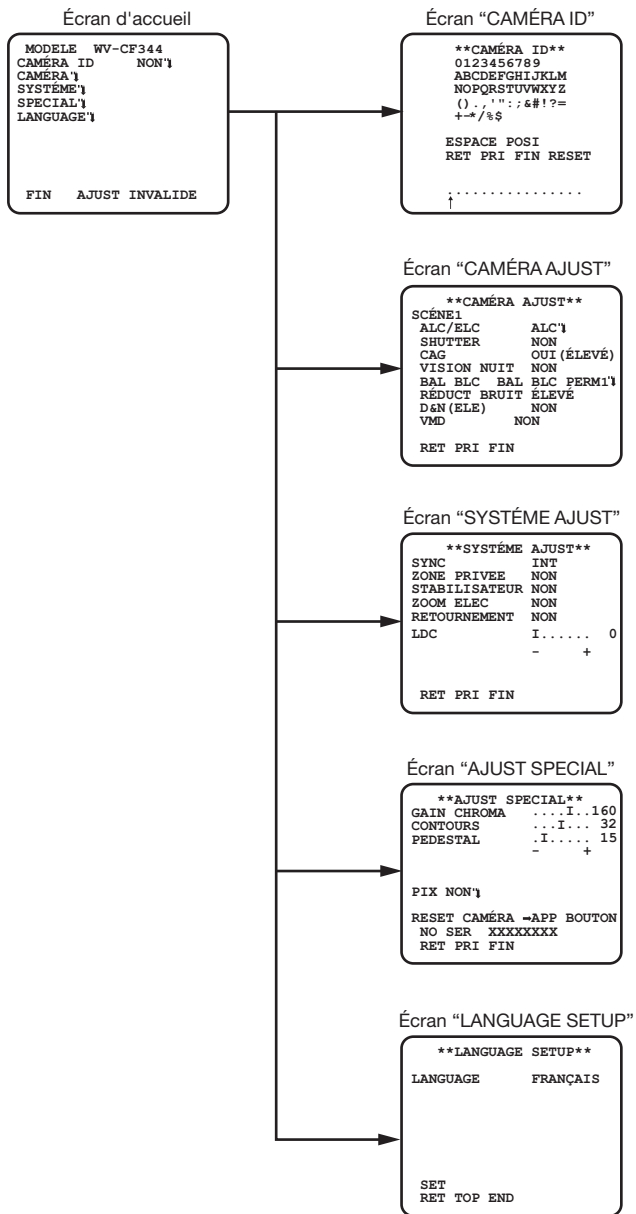 Écran d'accueil
MODELE WV-CF344
CAMÉRA ID NON
CAMÉRA
SYSTÉME
SPECIAL
LANGUAGE
FIN AJUST INVALIDE
Écran “CAMÉRA ID”
**CAMÉRA ID**
0123456789
ABCDEFGHIJKLM
NOPQRSTUVWXYZ
().,'":;&#!?=
+-*/%$
ESPACE POSI
RET PRI FIN RESET
................
Écran “CAMÉRA AJUST”
**CAMÉRA AJUST**
SCÉNE1
ALC/ELC ALC
SHUTTER NON
CAG OUI(ÉLEVÉ)
VISION NUIT NON
BAL BLC BAL BLC PERM1
RÉDUCT BRUIT ÉLEVÉ
D&N(ELE) NON
VMD NON
RET PRI FIN
Écran “SYSTÉME AJUST”
**SYSTÉME AJUST**
SYNC INT
ZONE PRIVEE NON
STABILISATEUR NON
ZOOM ELEC NON
RETOURNEMENT NON
LDC I...... 0
- +
RET PRI FIN
Écran “AJUST SPECIAL”
**AJUST SPECIAL**
GAIN CHROMA ....I..160
CONTOURS ...I... 32
PEDESTAL .I..... 15
- +
PIX NON
RESET CAMÉRA →APP BOUTON
NO SER XXXXXXXX
RET PRI FIN
Écran “LANGUAGE SETUP”
**LANGUAGE SETUP**
LANGUAGE FRANÇAIS
SET
RET TOP END